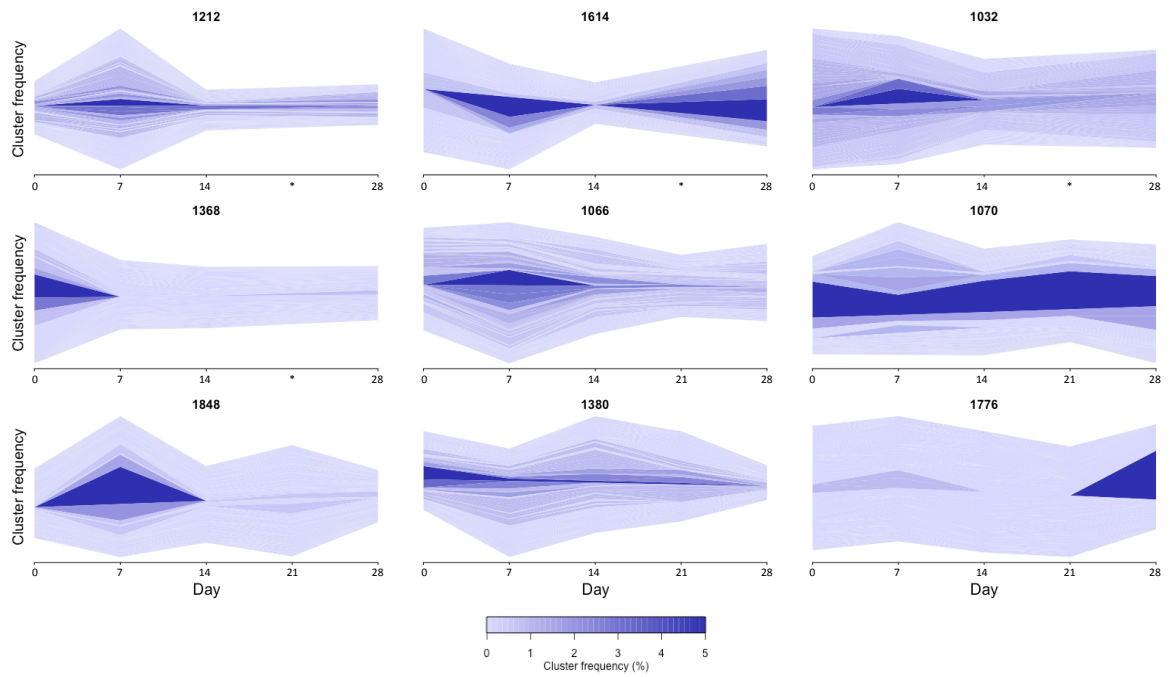 1212 1614 1032
Cluster frequency
0 7 14 * 28 0 7 14 * 28 0 7 14 * 28
1368 1066 1070
Cluster frequency
0 7 14 * 28 0 7 14 21 28 0 7 14 21 28
1848 1380 1776
Cluster frequency
0 7 14 21 28 0 7 14 21 28 0 7 14 21 28
Day Day Day
0 1 2 3 4 5
Cluster frequency (%)